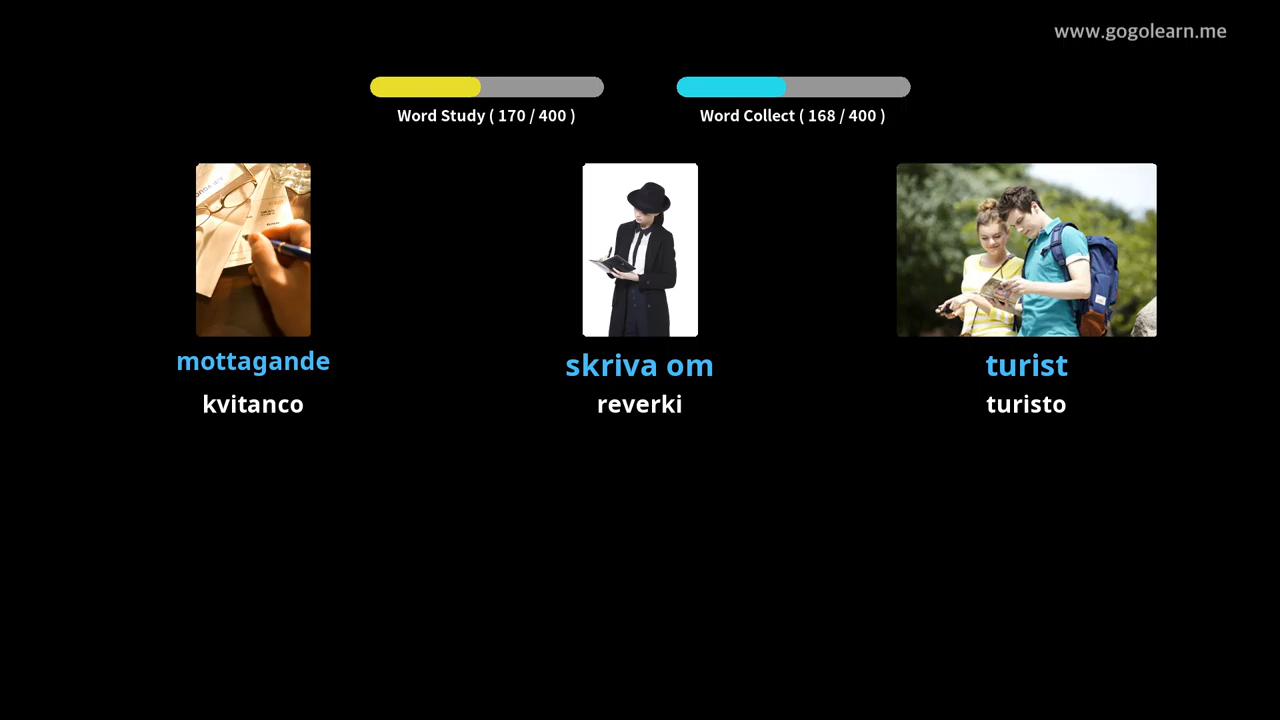 www.gogolearn.me
Word Study ( 170 / 400 )
Word Collect ( 168 / 400 )
mottagande
skriva om
turist
kvitanco
reverki
turisto